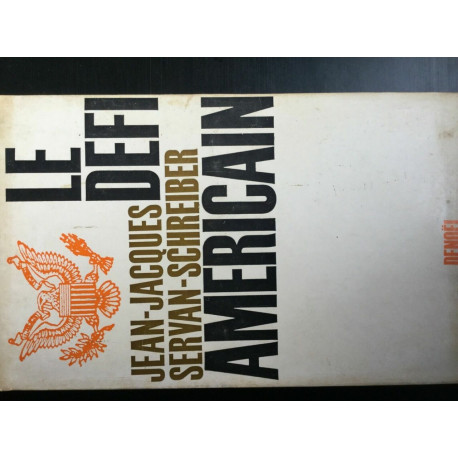 LE
DEFI
JEAN-JACQUES
SERVAN-SCHREIBER
AMERICAIN
DENOËL